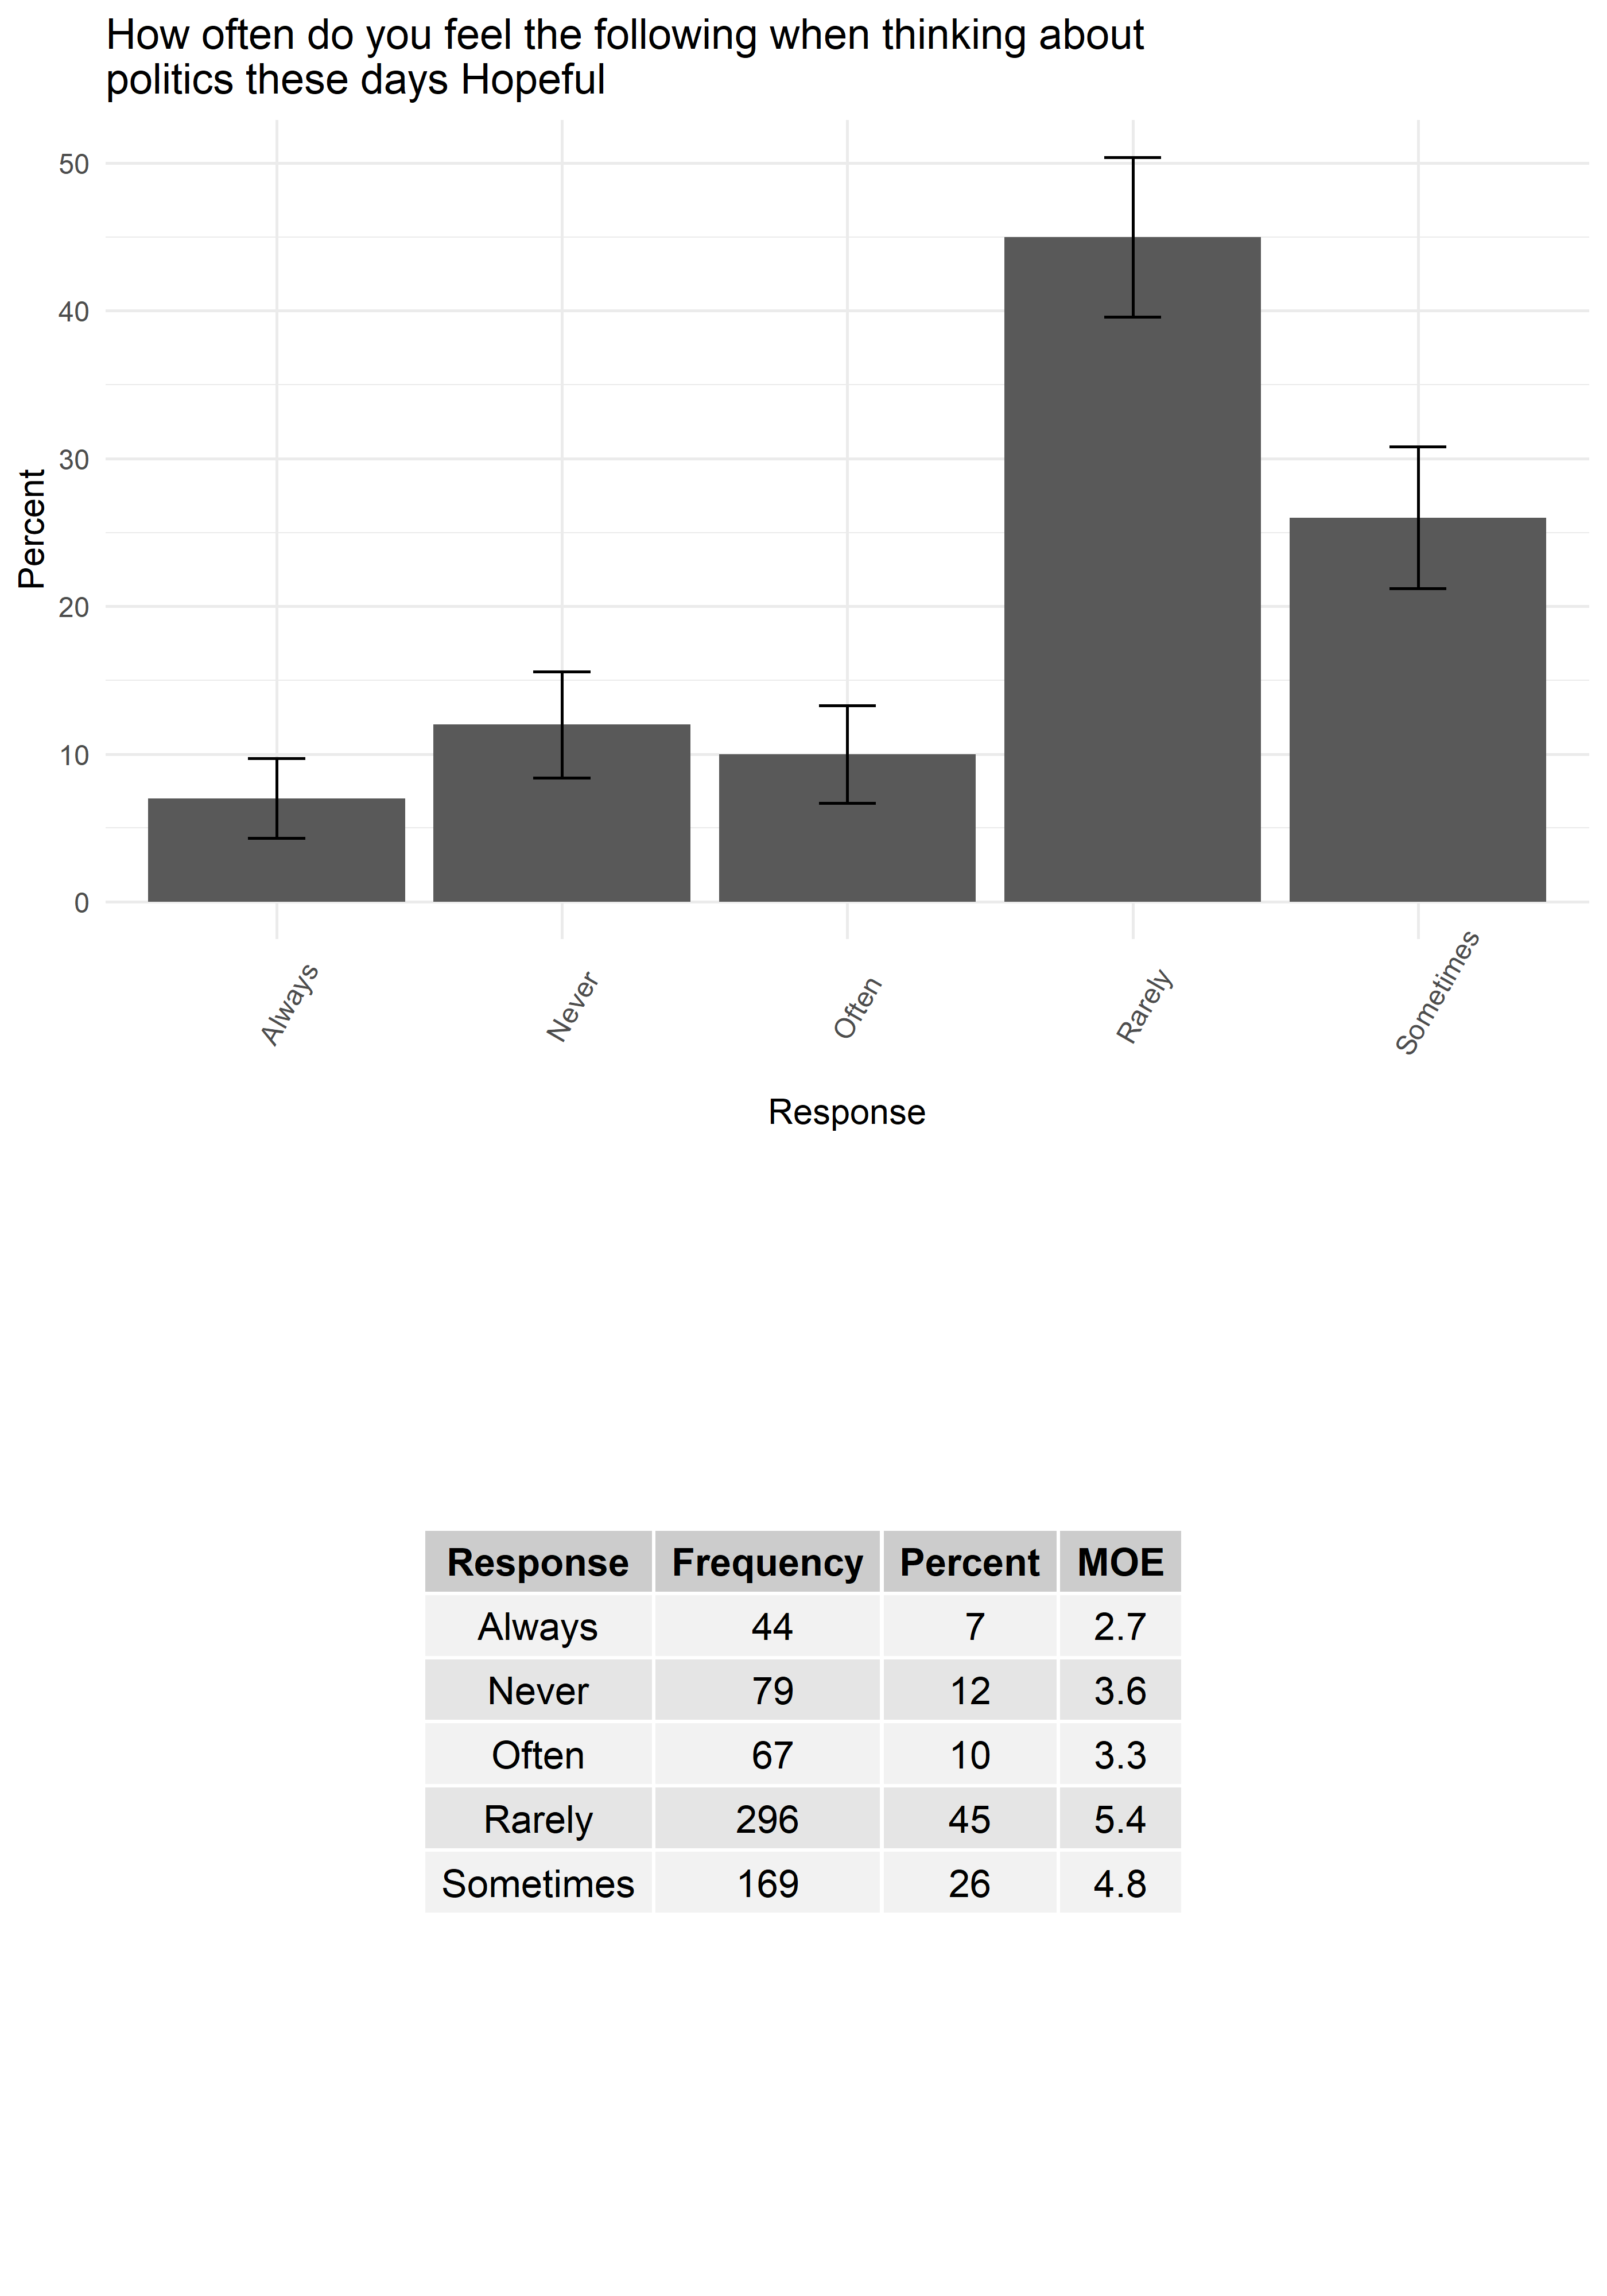 How often do you feel the following when thinking about
politics these days Hopeful
Percent
50
40
30
20
10
0
Always Never Often Rarely Sometimes
Response
Response Frequency Percent MOE
Always 44 7 2.7
Never 79 12 3.6
Often 67 10 3.3
Rarely 296 45 5.4
Sometimes 169 26 4.8